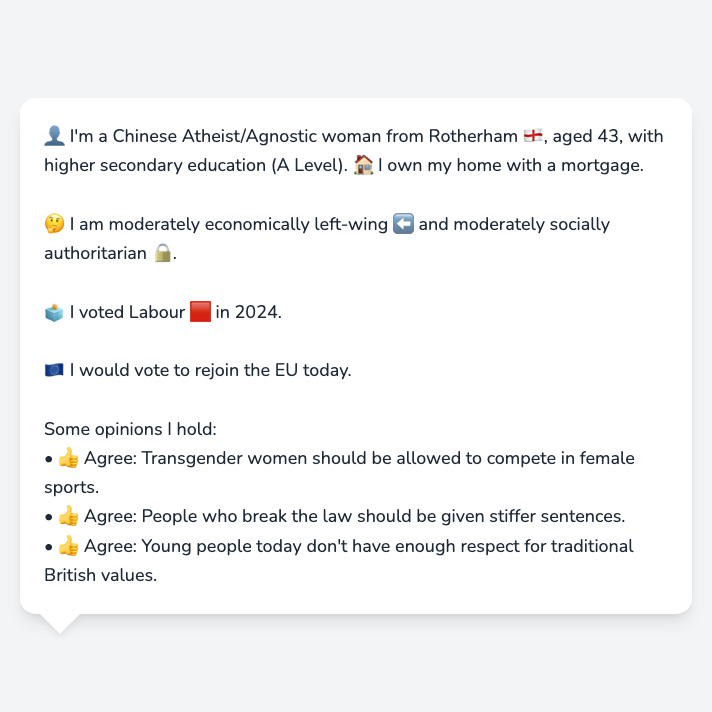 👤 I'm a Chinese Atheist/Agnostic woman from Rotherham 🏴󠁧󠁢󠁥󠁮󠁧󠁿, aged 43, with
higher secondary education (A Level). 🏠 I own my home with a mortgage.
🤔 I am moderately economically left-wing ⬅️ and moderately socially
authoritarian 🔒.
🗳️ I voted Labour 🟥 in 2024.
🇪🇺 I would vote to rejoin the EU today.
Some opinions I hold:
• 👍 Agree: Transgender women should be allowed to compete in female
sports.
• 👍 Agree: People who break the law should be given stiffer sentences.
• 👍 Agree: Young people today don't have enough respect for traditional
British values.